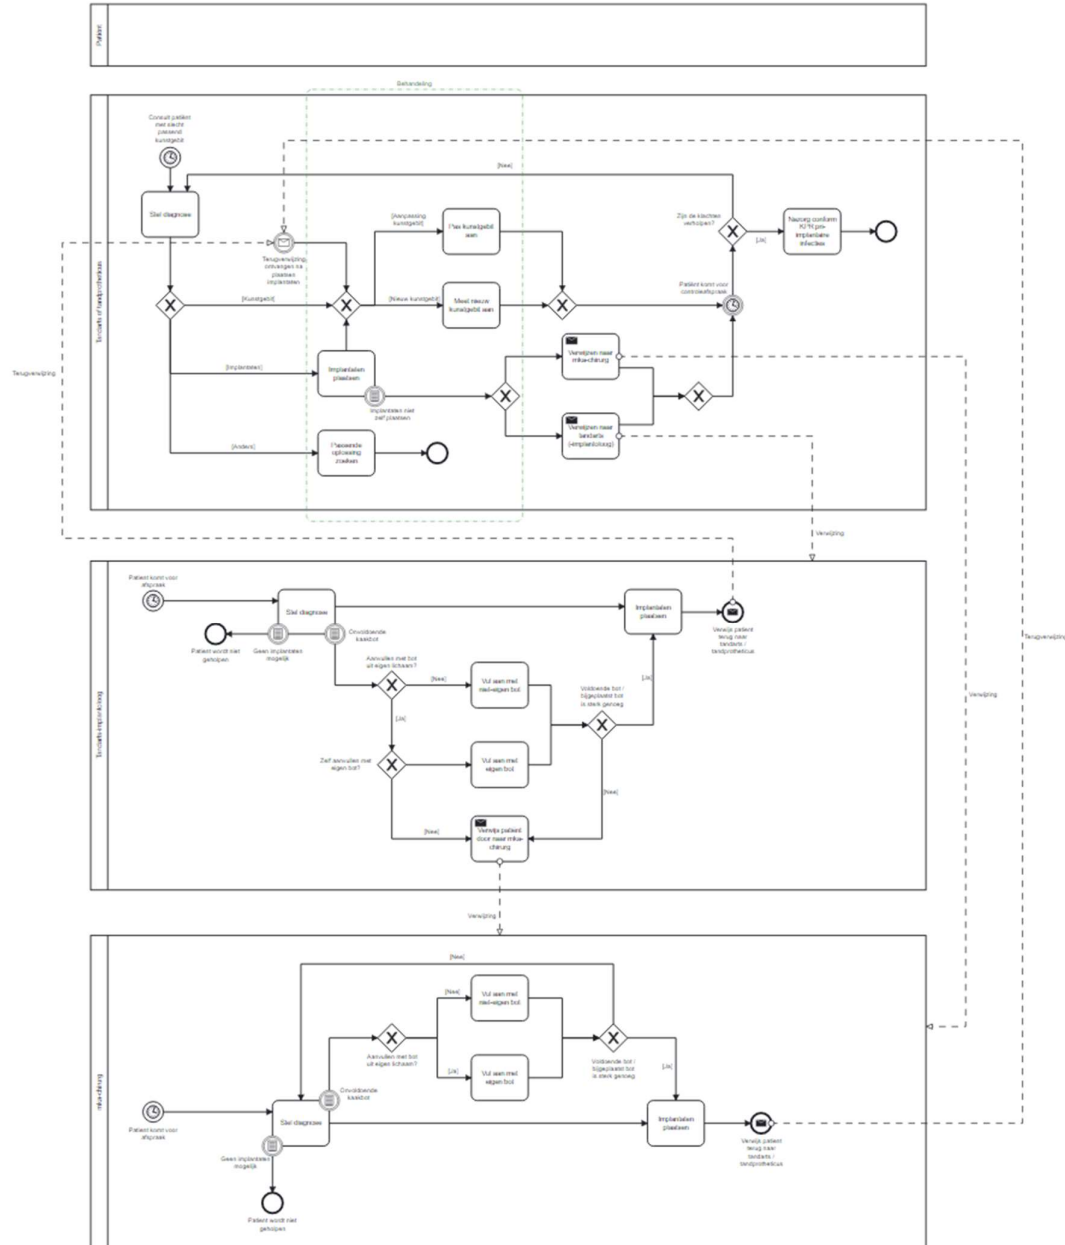 Patiënt
Behandeling
Tandarts of tandprotheticus
Consult patiënt
met slecht
passend
kunstgebit
Stel diagnose
[Nee]
Terugverwijzing
ontvangen na
plaatsen
implantaten
[Aanpassing
kunstgebit]
Pas kunstgebit
aan
Zijn de klachten
verholpen?
[Ja]
Nazorg conform
KPR peri-
implantaire
infecties
[Kunstgebit]
[Nieuw kunstgebit]
Meet nieuw
kunstgebit aan
Patiënt komt voor
controleafspraak
[Implantaten]
Implantaten
plaatsen
Implantaten niet
zelf plaatsen
Verwijzen naar
mka-chirurg
Verwijzen naar
tandarts
(-implantoloog)
[Anders]
Passende
oplossing
zoeken
Terugverwijzing
Verwijzing
Tandarts-implantoloog
Patiënt komt voor
afspraak
Stel diagnose
Patiënt wordt niet
geholpen
Geen implantaten
mogelijk
Onvoldoende
kaakbot
Implantaten
plaatsen
Verwijs patiënt
terug naar
tandarts /
tandprotheticus
Aanvullen met bot
uit eigen lichaam?
[Nee]
Vul aan met
niet-eigen bot
Voldoende bot /
bijgeplaatst bot
is sterk genoeg
[Ja]
[Ja]
Zelf aanvullen met
eigen bot?
Vul aan met
eigen bot
[Nee]
[Nee]
Verwijs patiënt
door naar mka-
chirurg
Terugverwijzing
Verwijzing
Verwijzing
mka-chirurg
[Nee]
[Nee]
Vul aan met
niet-eigen bot
Aanvullen met bot
uit eigen lichaam?
[Ja]
Vul aan met
eigen bot
Voldoende bot /
bijgeplaatst bot
is sterk genoeg
[Ja]
Onvoldoende
kaakbot
Patiënt komt voor
afspraak
Stel diagnose
Implantaten
plaatsen
Geen implantaten
mogelijk
Verwijs patiënt
terug naar
tandarts /
tandprotheticus
Patiënt wordt niet
geholpen